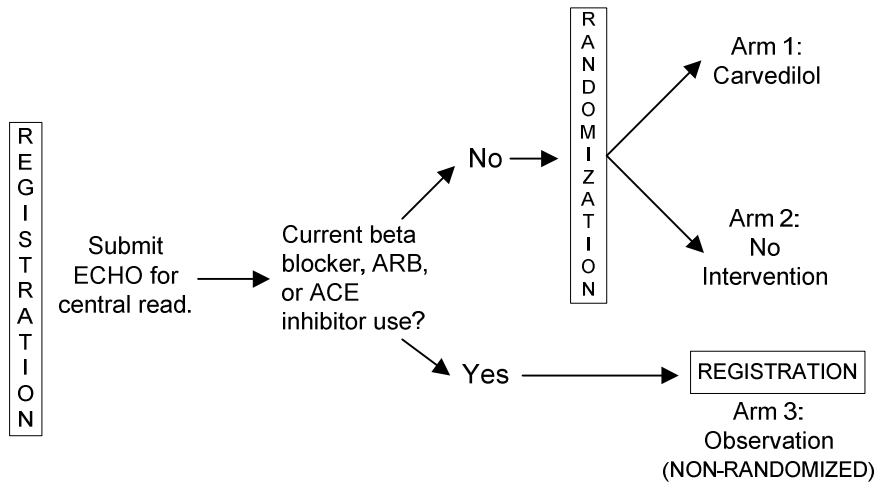 REGISTRATION
Submit
ECHO for
central read.
Current beta
blocker, ARB,
or ACE
inhibitor use?
No
RANDOMIZATION
Arm 1:
Carvedilol
Arm 2:
No
Intervention
Yes
REGISTRATION
Arm 3:
Observation
(NON-RANDOMIZED)